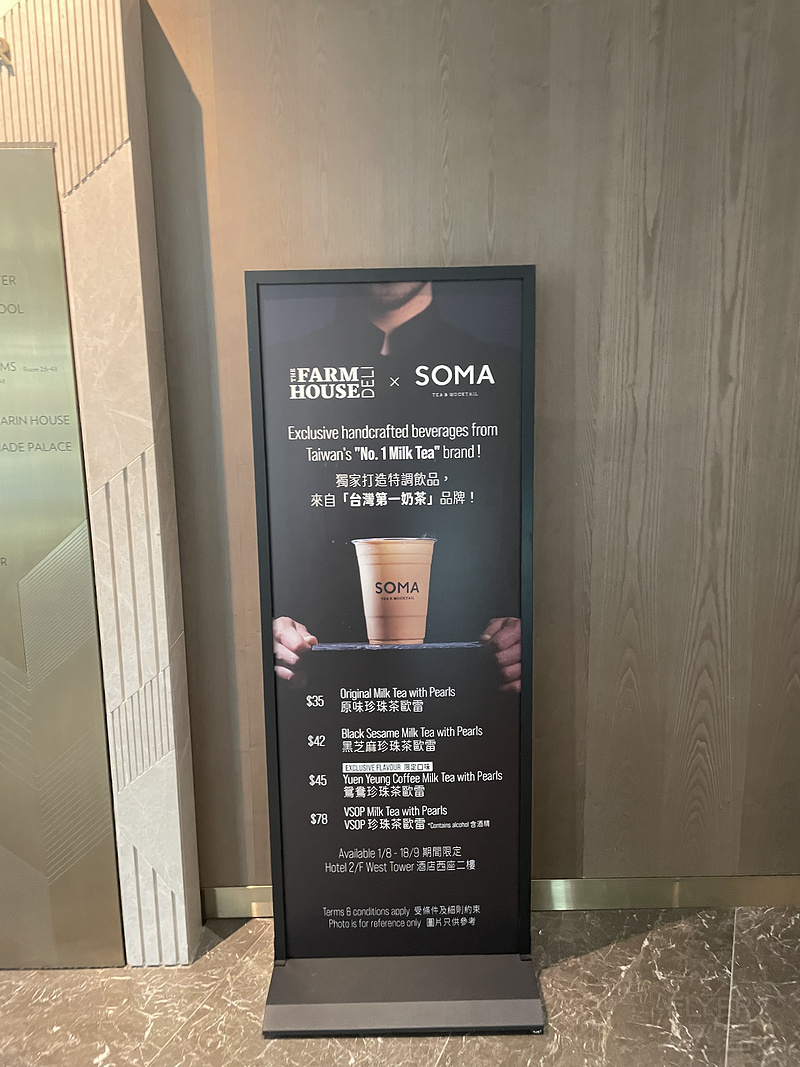 Room 26-48
ARIN HOUSE
ADE PALACE
THE FARM HOUSE DELI × SOMA
TEA & MOCKTAIL
Exclusive handcrafted beverages from
Taiwan's "No. 1 Milk Tea" brand !
獨家打造特調飲品，
來自「台灣第一奶茶」品牌！
SOMA
TEA & MOCKTAIL
$35 Original Milk Tea with Pearls
原味珍珠茶歐蕾
$42 Black Sesame Milk Tea with Pearls
黑芝麻珍珠茶歐蕾
EXCLUSIVE FLAVOUR 限定口味
$45 Yuen Yeung Coffee Milk Tea with Pearls
鴛鴦珍珠茶歐蕾
$78 VSOP Milk Tea with Pearls
VSOP 珍珠茶歐蕾 *Contains alcohol 含酒精
Available 1/8 - 18/9 期間限定
Hotel 2/F West Tower 酒店西座二樓
Terms & conditions apply 受條件及細則約束
Photo is for reference only 圖片只供參考